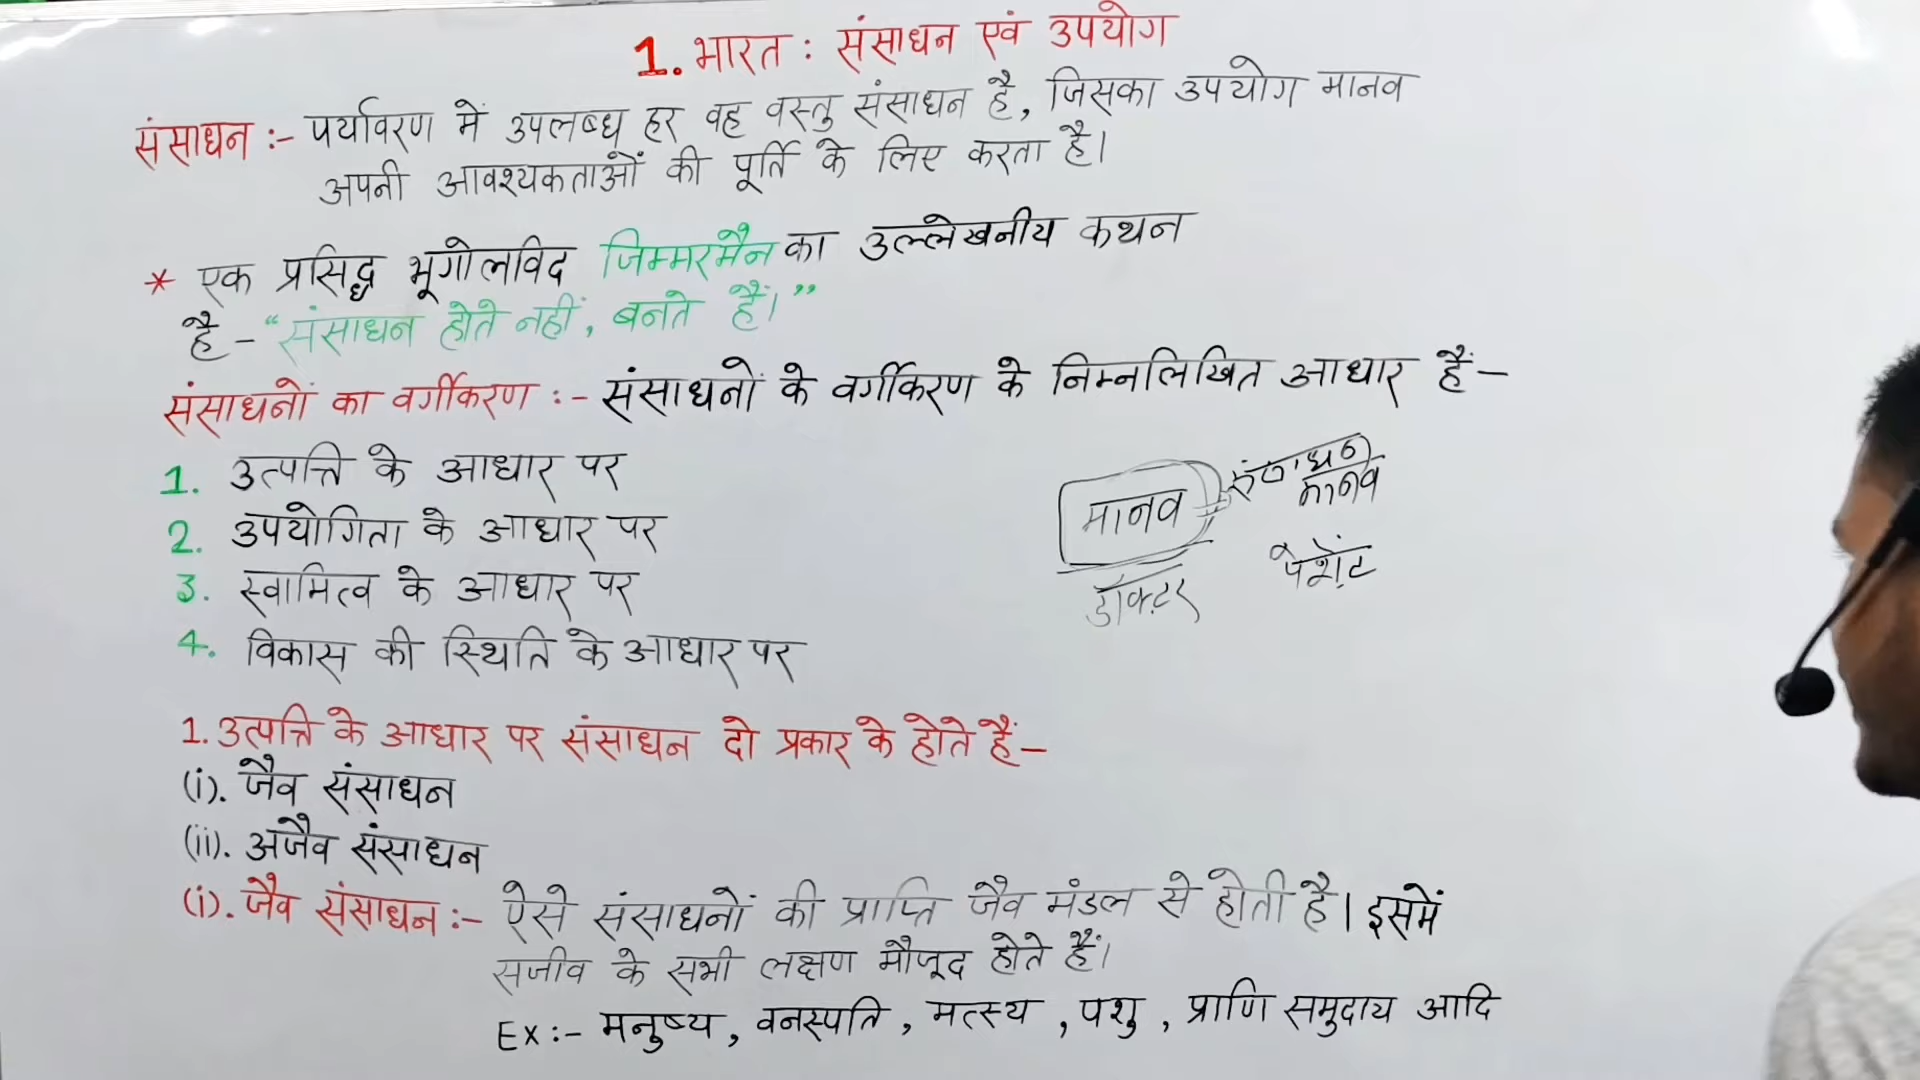 1. भारत : संसाधन एवं उपयोग
संसाधन :- पर्यावरण में उपलब्ध हर वह वस्तु संसाधन है, जिसका उपयोग मानव
अपनी आवश्यकताओं की पूर्ति के लिए करता है।
* एक प्रसिद्ध भूगोलविद जिम्मरमैन का उल्लेखनीय कथन
है - “संसाधन होते नहीं, बनते हैं।”
संसाधनों का वर्गीकरण :- संसाधनों के वर्गीकरण के निम्नलिखित आधार हैं -
1. उत्पत्ति के आधार पर
2. उपयोगिता के आधार पर
3. स्वामित्व के आधार पर
4. विकास की स्थिति के आधार पर
मानव
मानव
डॉक्टर
पेशेंट
1. उत्पत्ति के आधार पर संसाधन दो प्रकार के होते हैं -
(i). जैव संसाधन
(ii). अजैव संसाधन
(i). जैव संसाधन :- ऐसे संसाधनों की प्राप्ति जैव मंडल से होती है। इसमें
सजीव के सभी लक्षण मौजूद होते हैं।
Ex :- मनुष्य, वनस्पति, मत्स्य, पशु, प्राणि समुदाय आदि